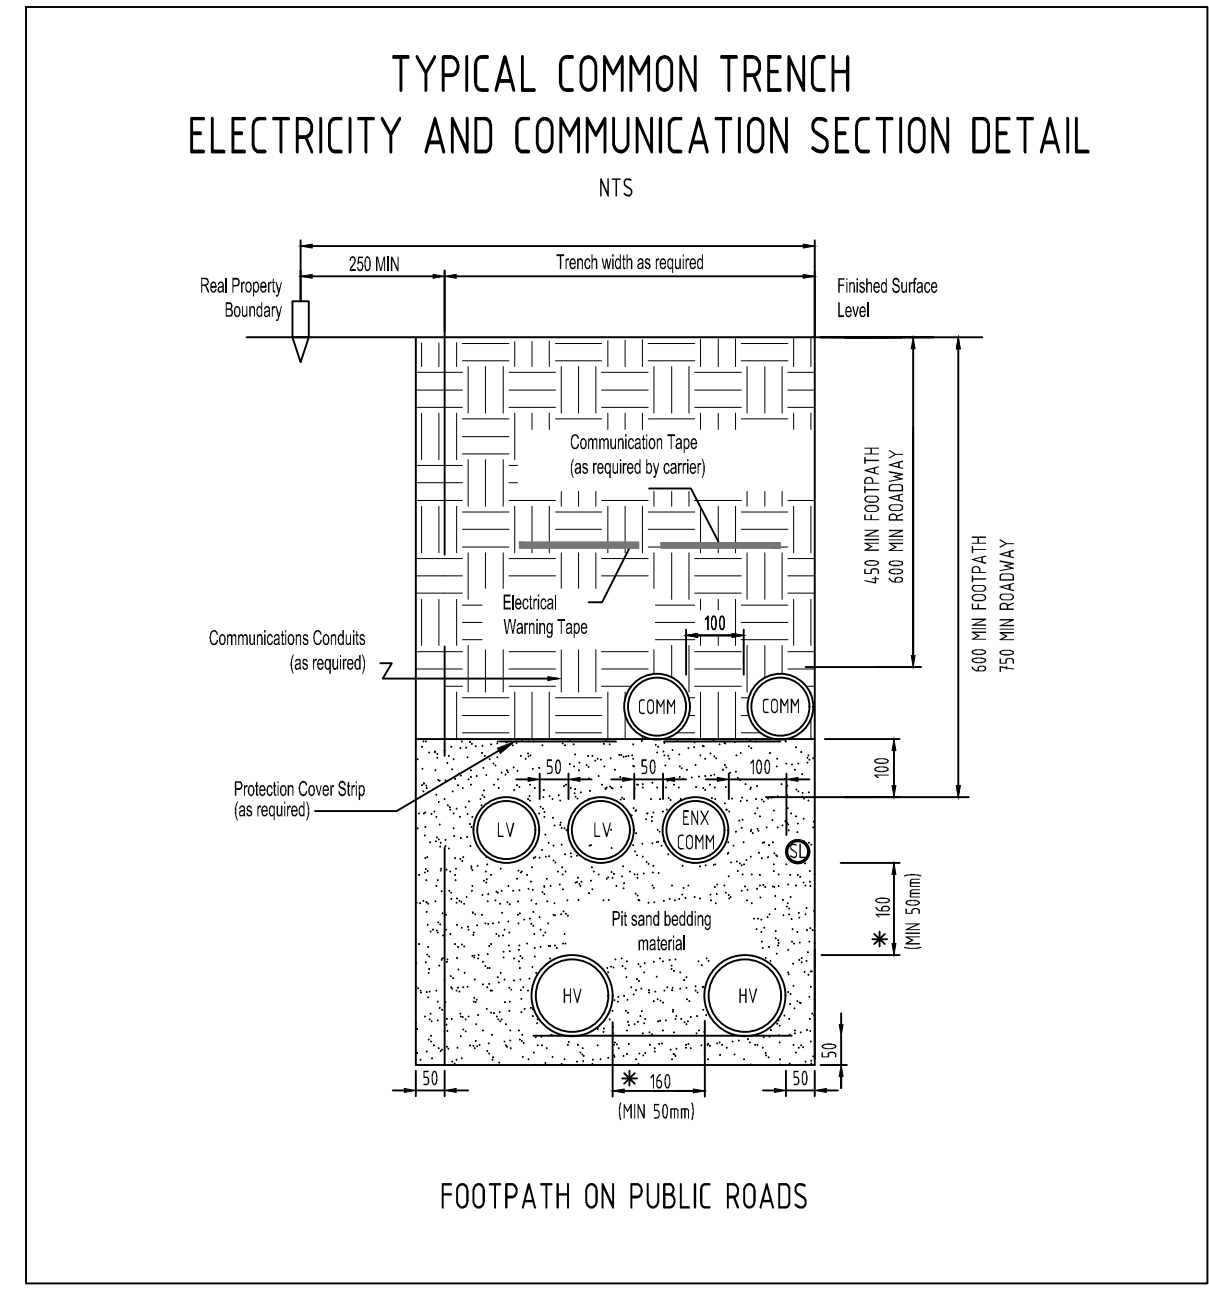 TYPICAL COMMON TRENCH
ELECTRICITY AND COMMUNICATION SECTION DETAIL
NTS
250 MIN
Trench width as required
Real Property
Boundary
Finished Surface
Level
Communication Tape
(as required by carrier)
450 MIN FOOTPATH
600 MIN ROADWAY
600 MIN FOOTPATH
750 MIN ROADWAY
Electrical
Warning Tape
100
Communications Conduits
(as required)
COMM
COMM
Protection Cover Strip
(as required)
50
50
100
100
LV
LV
ENX
COMM
SL
Pit sand bedding
material
✳ 160
(MIN 50mm)
HV
HV
50
50
✳ 160
(MIN 50mm)
50
FOOTPATH ON PUBLIC ROADS